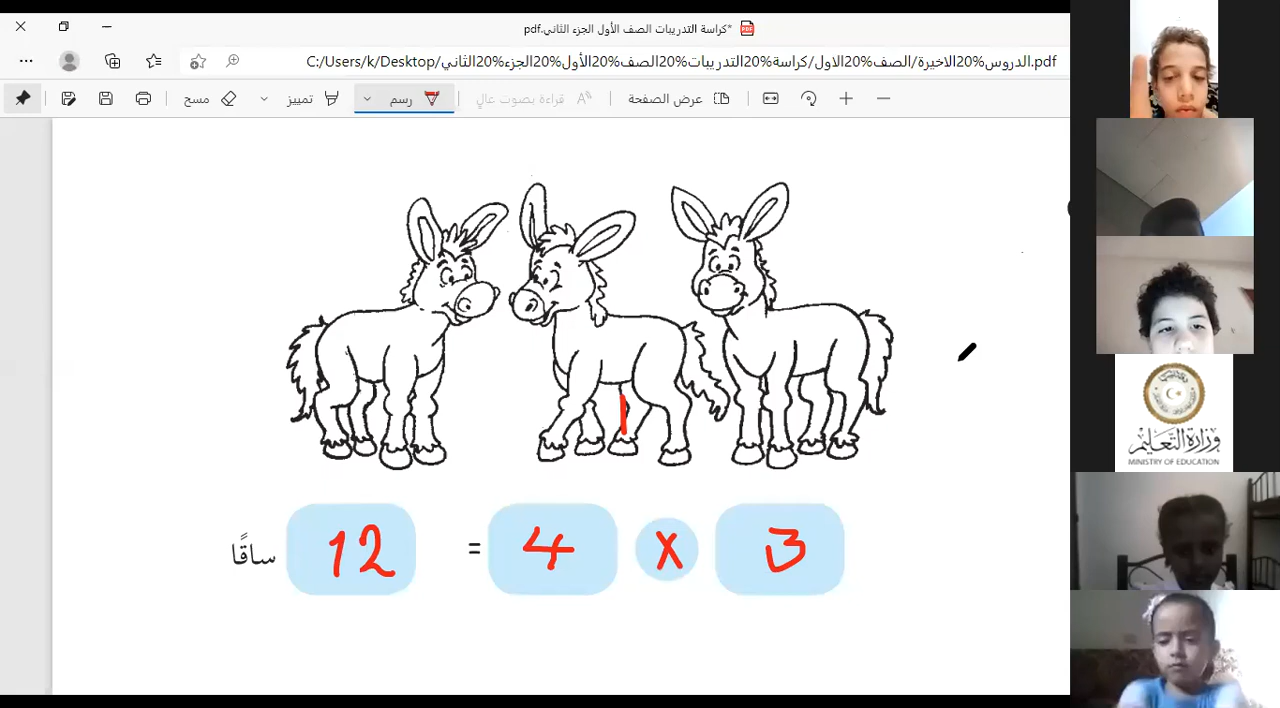 كراسة التدريبات الصف الأول الجزء الثاني.pdf*
C:/Users/k/Desktop/الدروس%20الاخيرة/الصف%20الاول/كراسة%20التدريبات%20الصف%20الأول%20الجزء%20الثاني.pdf
عرض الصفحة قراءة بصوت عالٍ رسم تمييز مسح
3 x 4 = 12 ساقًا
وزارة التعليم
MINISTRY OF EDUCATION